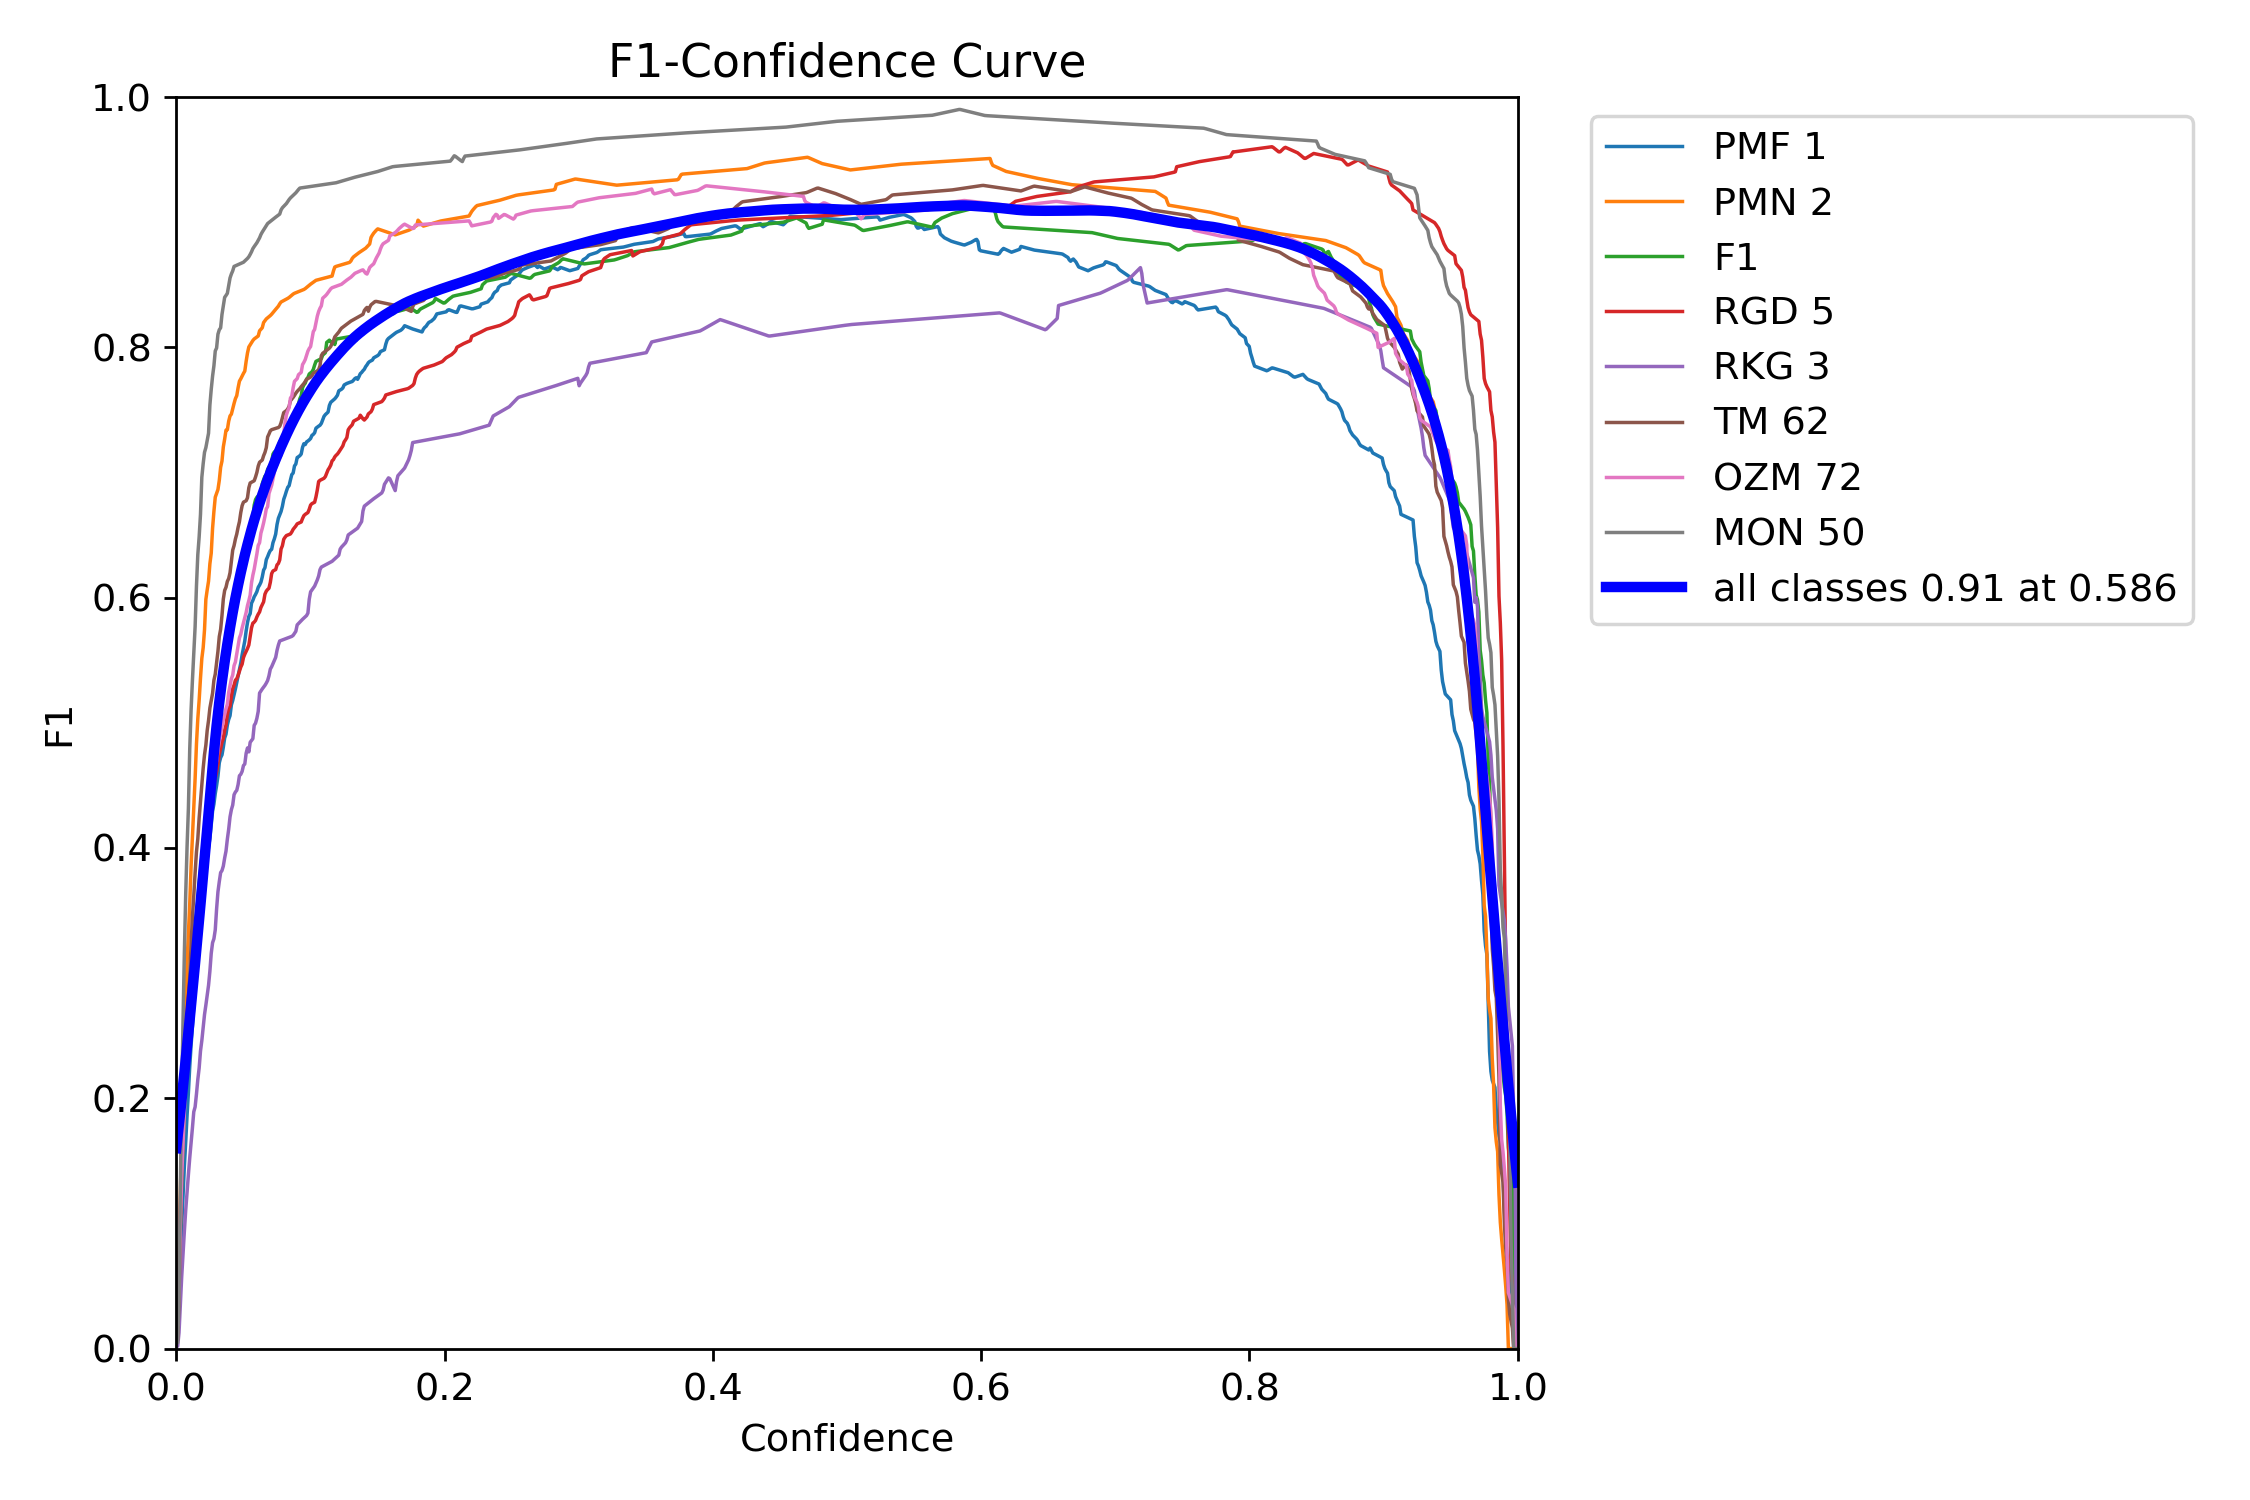 F1-Confidence Curve
1.0
0.8
0.6
0.4
0.2
0.0
F1
0.0 0.2 0.4 0.6 0.8 1.0
Confidence
PMF 1
PMN 2
F1
RGD 5
RKG 3
TM 62
OZM 72
MON 50
all classes 0.91 at 0.586